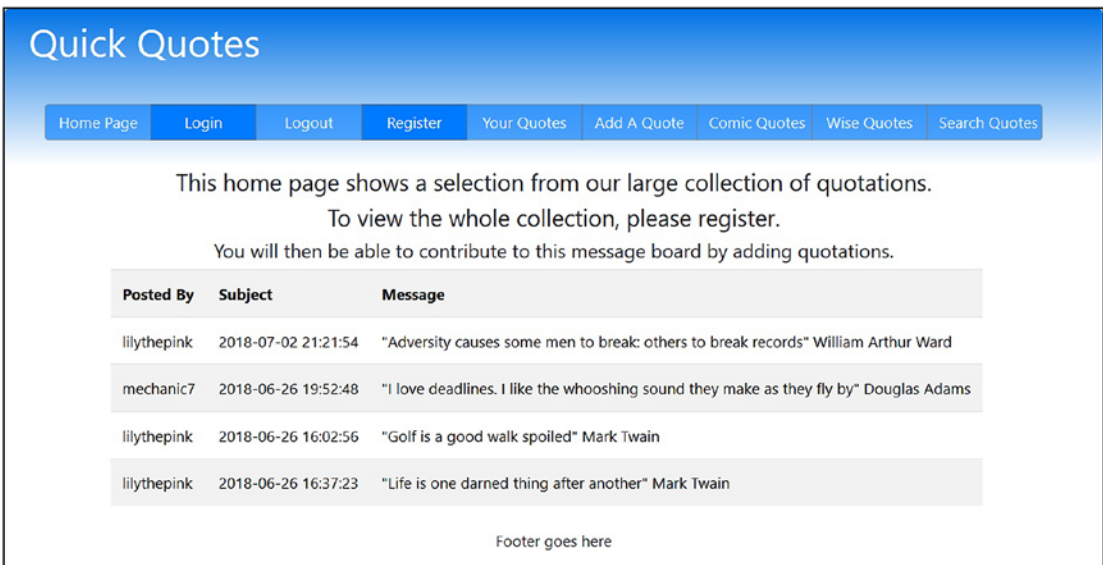 Quick Quotes
Home Page Login Logout Register Your Quotes Add A Quote Comic Quotes Wise Quotes Search Quotes
This home page shows a selection from our large collection of quotations.
To view the whole collection, please register.
You will then be able to contribute to this message board by adding quotations.
Posted By Subject Message
lilythepink 2018-07-02 21:21:54 "Adversity causes some men to break: others to break records" William Arthur Ward
mechanic7 2018-06-26 19:52:48 "I love deadlines. I like the whooshing sound they make as they fly by" Douglas Adams
lilythepink 2018-06-26 16:02:56 "Golf is a good walk spoiled" Mark Twain
lilythepink 2018-06-26 16:37:23 "Life is one darned thing after another" Mark Twain
Footer goes here